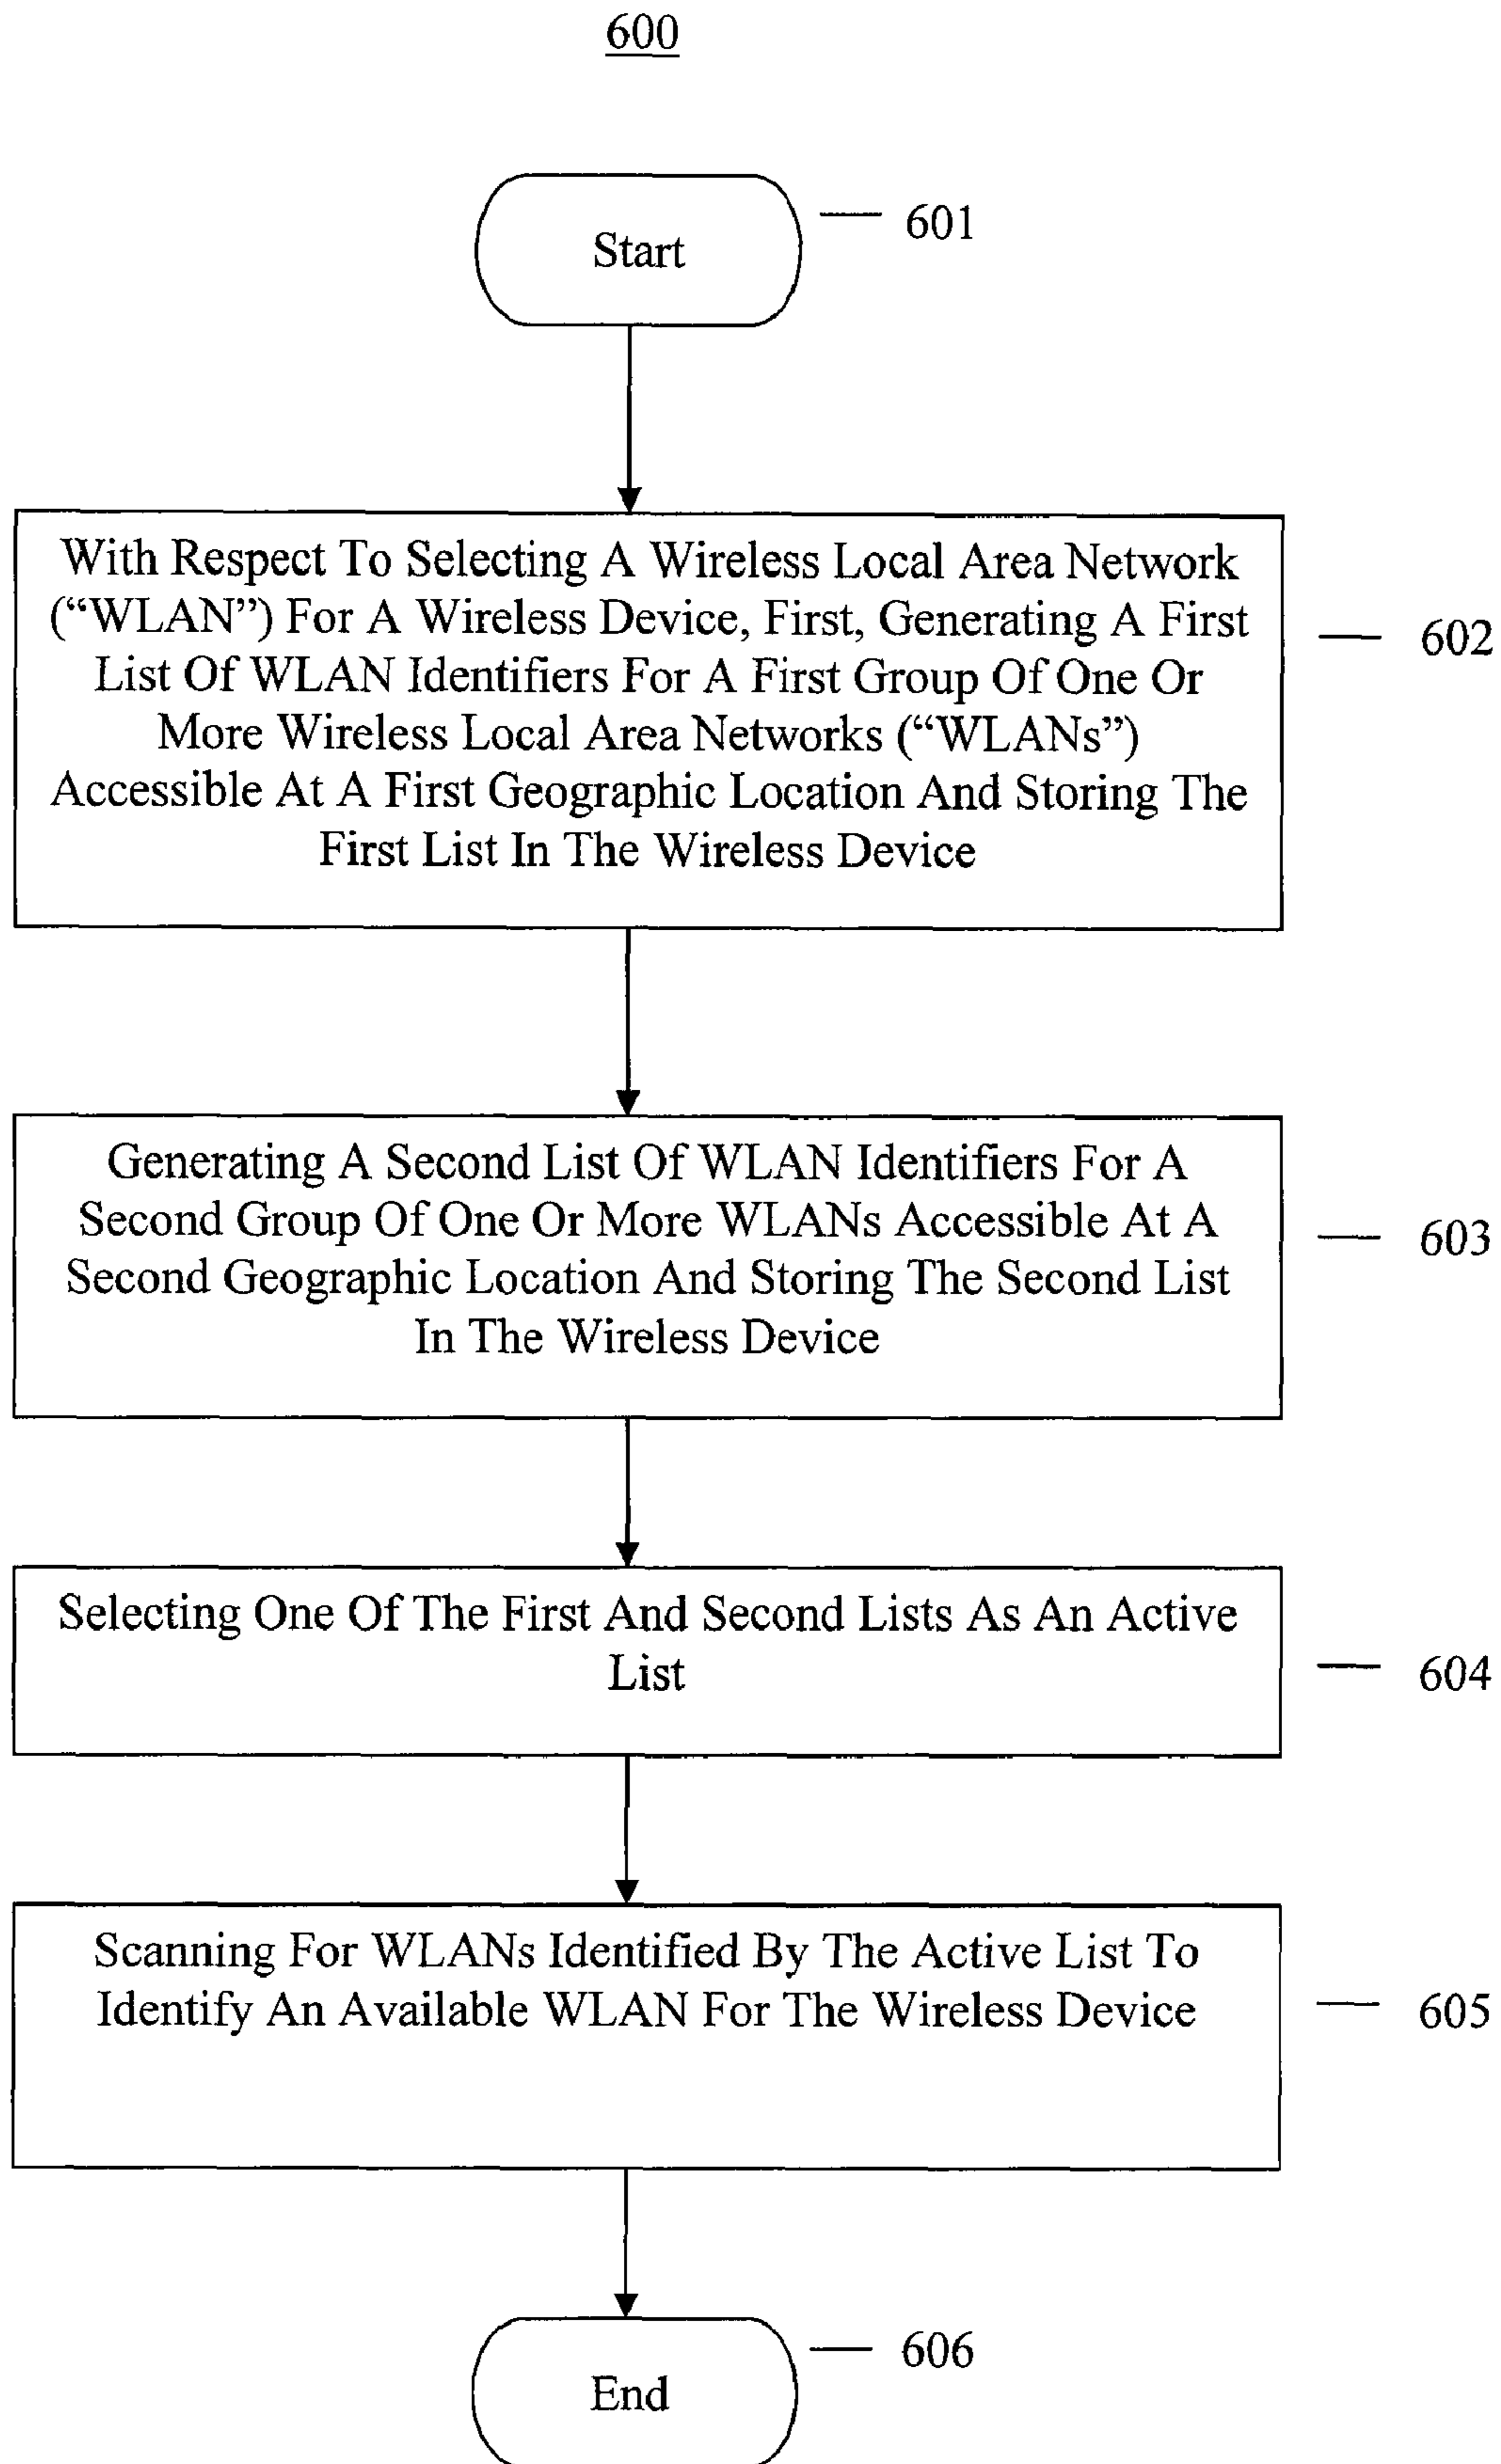 600
Start
601
With Respect To Selecting A Wireless Local Area Network
(“WLAN”) For A Wireless Device, First, Generating A First
List Of WLAN Identifiers For A First Group Of One Or
More Wireless Local Area Networks (“WLANs”)
Accessible At A First Geographic Location And Storing The
First List In The Wireless Device
602
Generating A Second List Of WLAN Identifiers For A
Second Group Of One Or More WLANs Accessible At A
Second Geographic Location And Storing The Second List
In The Wireless Device
603
Selecting One Of The First And Second Lists As An Active
List
604
Scanning For WLANs Identified By The Active List To
Identify An Available WLAN For The Wireless Device
605
End
606